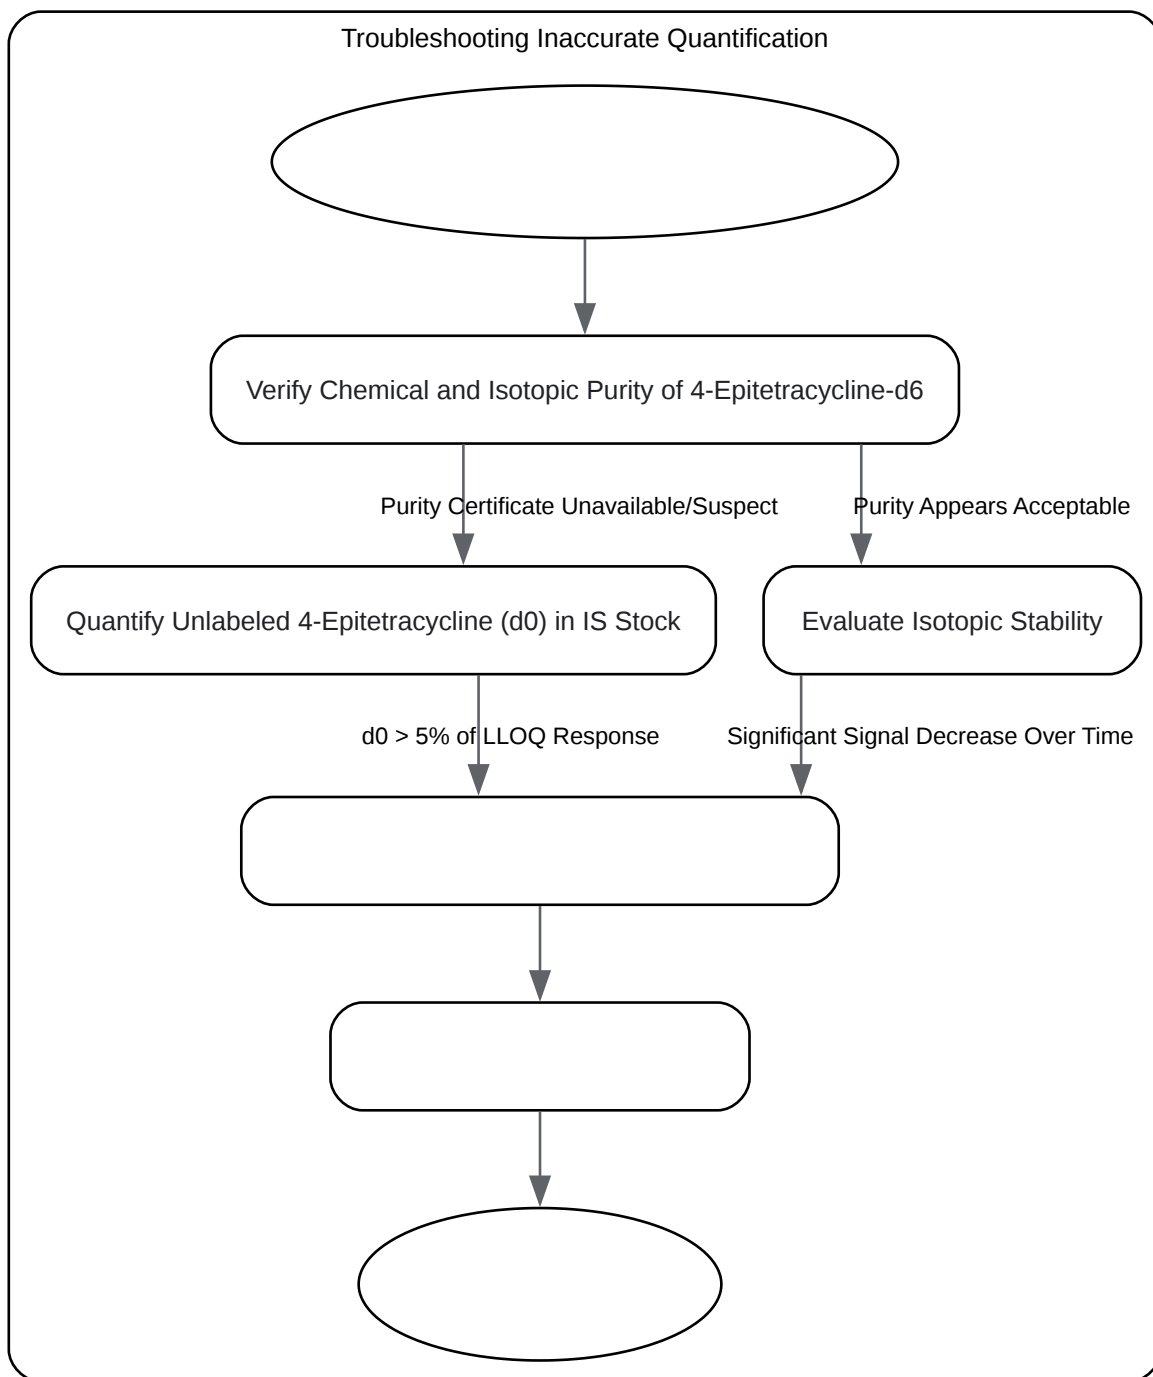 Troubleshooting Inaccurate Quantification
Verify Chemical and Isotopic Purity of 4-Epitetracycline-d6
Purity Certificate Unavailable/Suspect
Purity Appears Acceptable
Quantify Unlabeled 4-Epitetracycline (d0) in IS Stock
Evaluate Isotopic Stability
d0 > 5% of LLOQ Response
Significant Signal Decrease Over Time